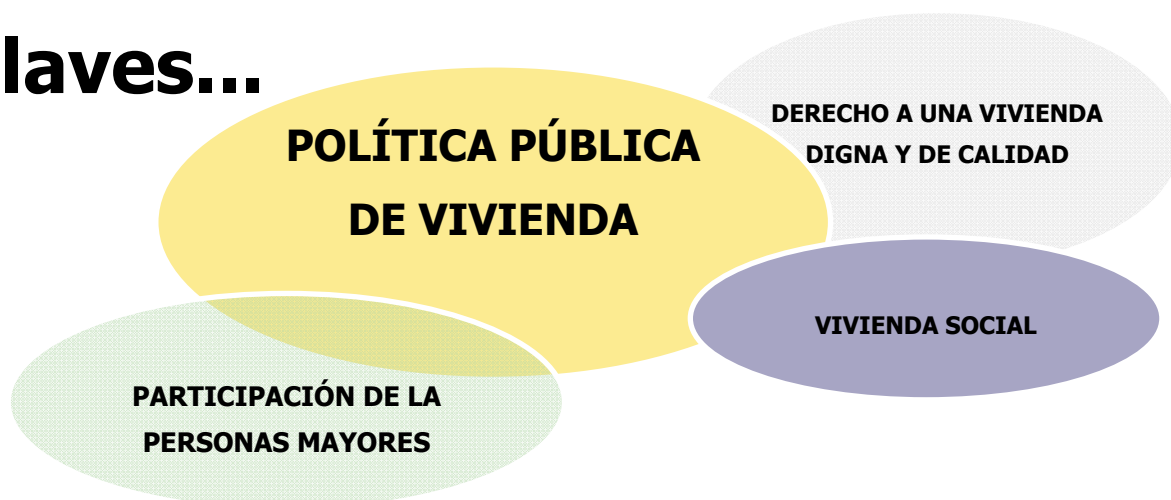 laves...
POLÍTICA PÚBLICA
DE VIVIENDA
DERECHO A UNA VIVIENDA
DIGNA Y DE CALIDAD
VIVIENDA SOCIAL
PARTICIPACIÓN DE LA
PERSONAS MAYORES